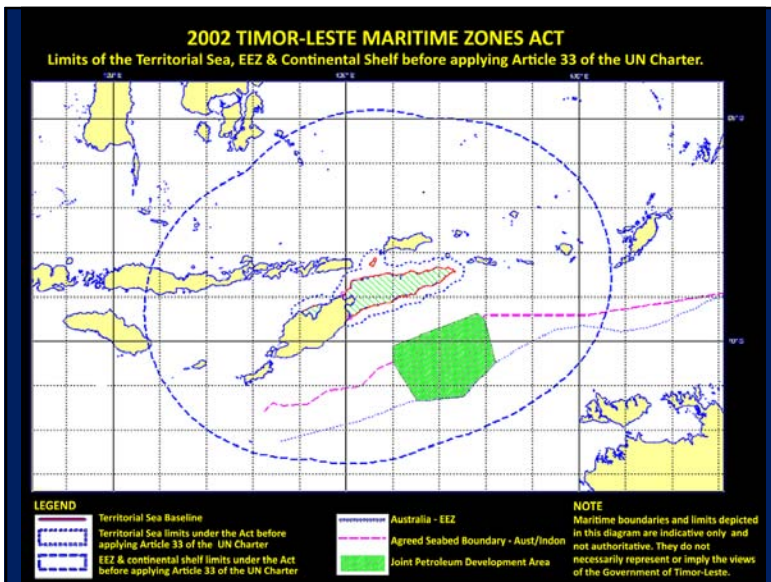 2002 TIMOR-LESTE MARITIME ZONES ACT
Limits of the Territorial Sea, EEZ & Continental Shelf before applying Article 33 of the UN Charter.
LEGEND
Territorial Sea Baseline
Territorial Sea limits under the Act before
applying Article 33 of the UN Charter
EEZ & continental shelf limits under the Act
before applying Article 33 of the UN Charter
Australia - EEZ
Agreed Seabed Boundary - Aust/Indon
Joint Petroleum Development Area
NOTE
Maritime boundaries and limits depicted
in this diagram are indicative only and
not authoritative. They do not
necessarily represent or imply the views
of the Government of Timor-Leste.